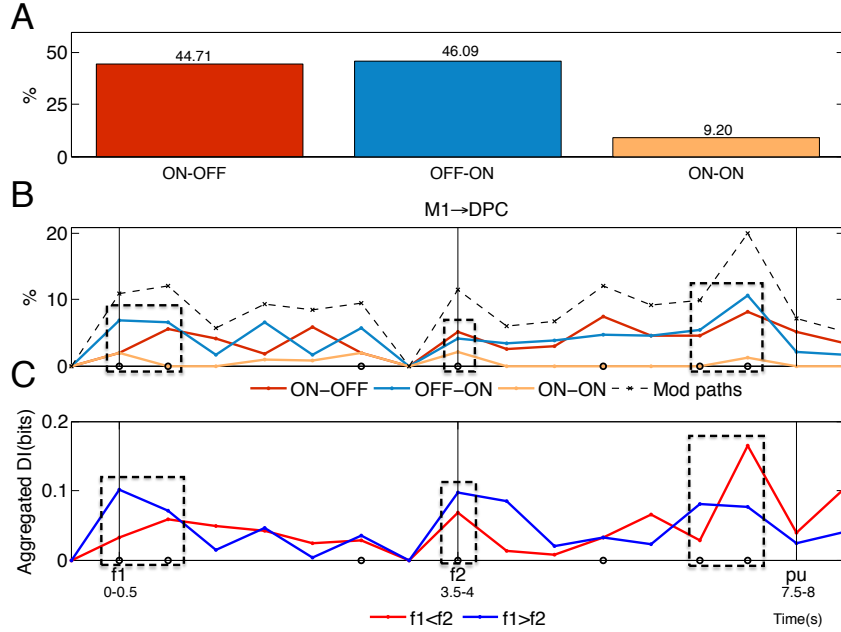 A
50
44.71
46.09
%
25
9.20
0
ON-OFF
OFF-ON
ON-ON
B
M1→DPC
20
%
10
0
ON–OFF
OFF–ON
ON–ON
Mod paths
C
0.2
Aggregated DI(bits)
0.1
0
f1
f2
pu
0-0.5
3.5-4
7.5-8
f1<f2
f1>f2
Time(s)